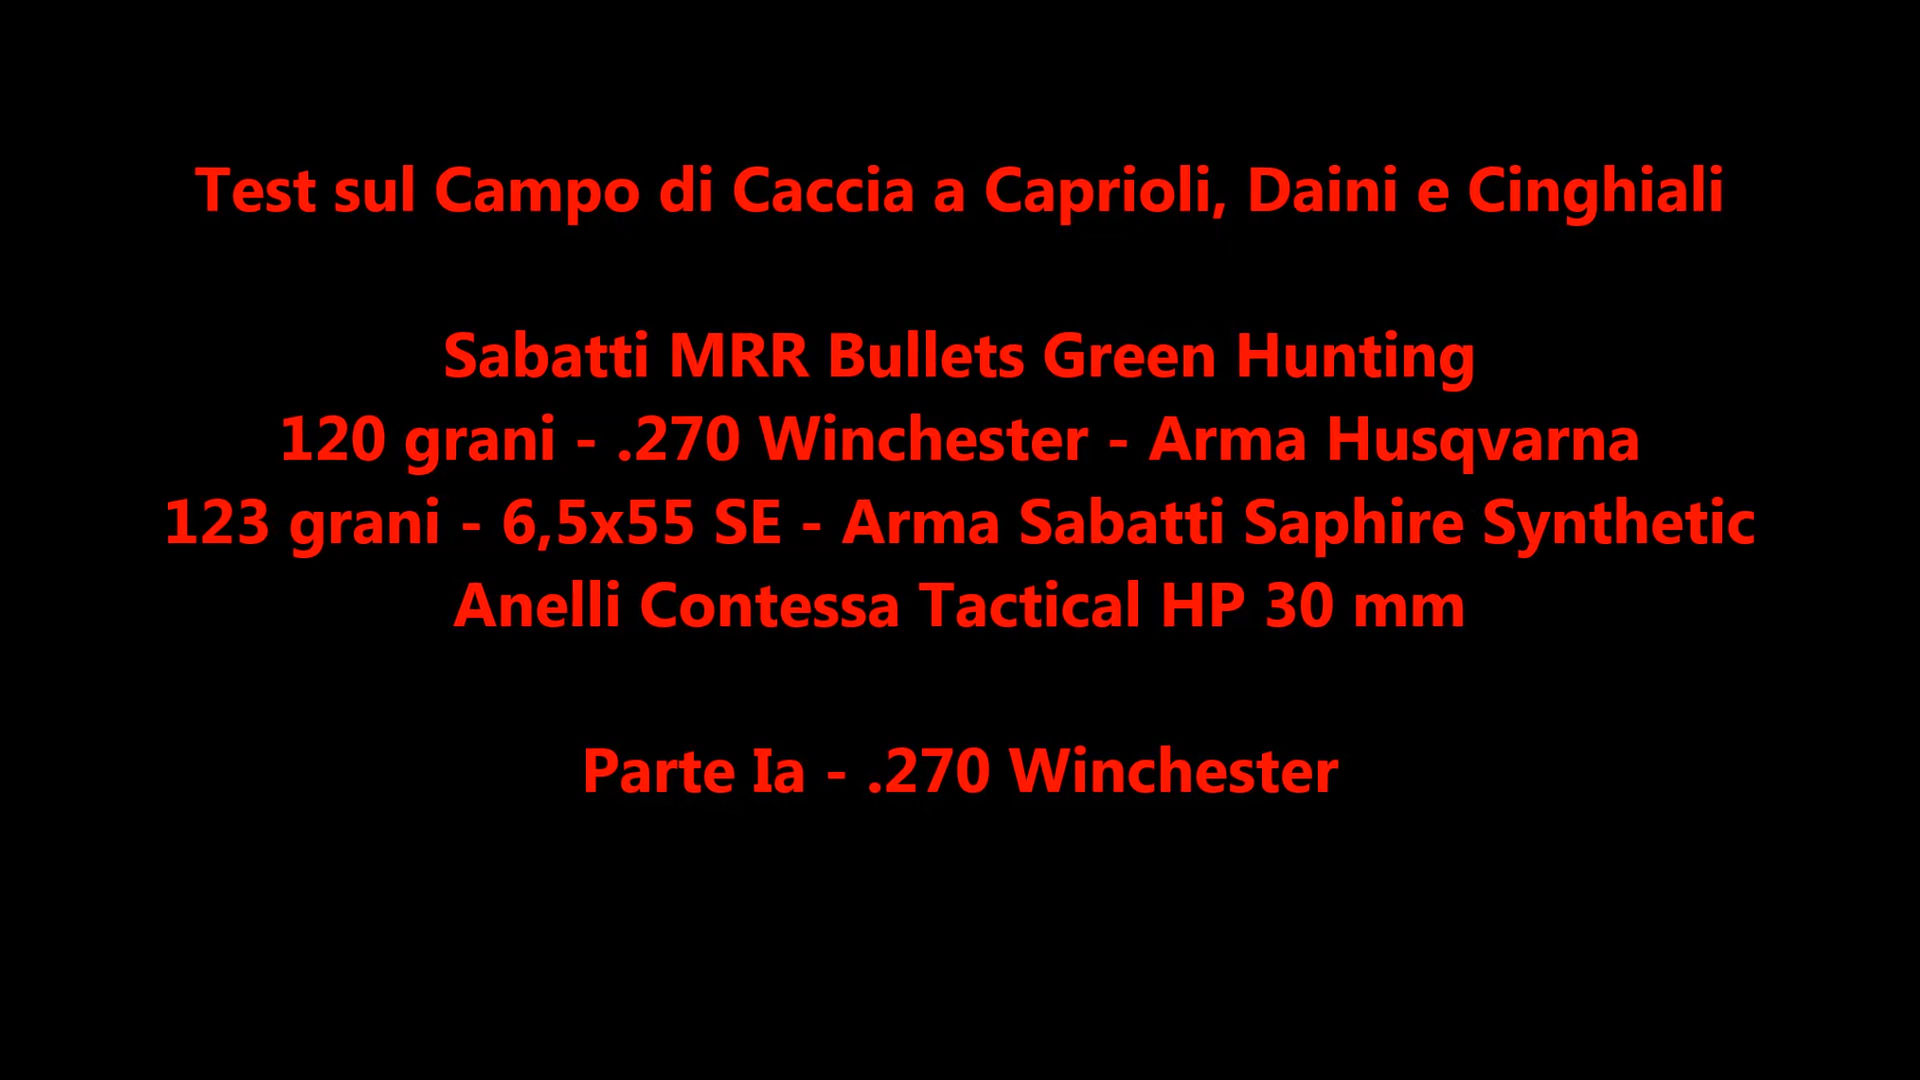 Test sul Campo di Caccia a Caprioli, Daini e Cinghiali
Sabatti MRR Bullets Green Hunting
120 grani - .270 Winchester - Arma Husqvarna
123 grani - 6,5x55 SE - Arma Sabatti Saphire Synthetic
Anelli Contessa Tactical HP 30 mm
Parte Ia - .270 Winchester